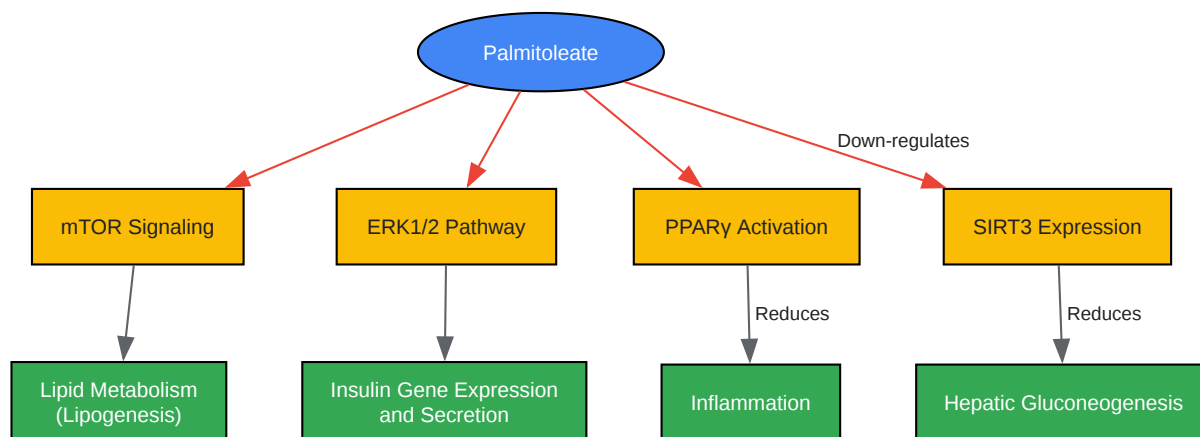 Palmitoleate
Down-regulates
mTOR Signaling
ERK1/2 Pathway
PPARγ Activation
SIRT3 Expression
Reduces
Reduces
Lipid Metabolism
(Lipogenesis)
Insulin Gene Expression
and Secretion
Inflammation
Hepatic Gluconeogenesis